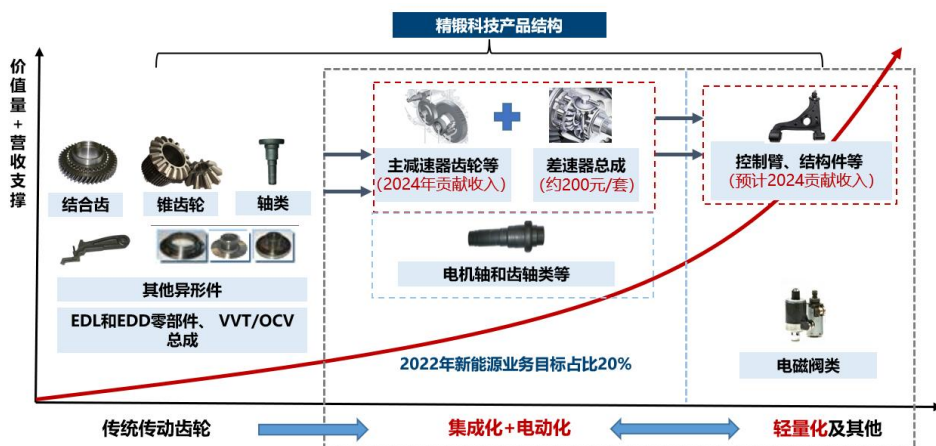 精锻科技产品结构
价值量+营收支撑
结合齿
锥齿轮
轴类
其他异形件
EDL和EDD零部件、VVT/OCV
总成
主减速器齿轮等
(2024年贡献收入)
差速器总成
(约200元/套)
电机轴和齿轴类等
2022年新能源业务目标占比20%
控制臂、结构件等
(预计2024贡献收入)
电磁阀类
传统传动齿轮
集成化+电动化
轻量化及其他